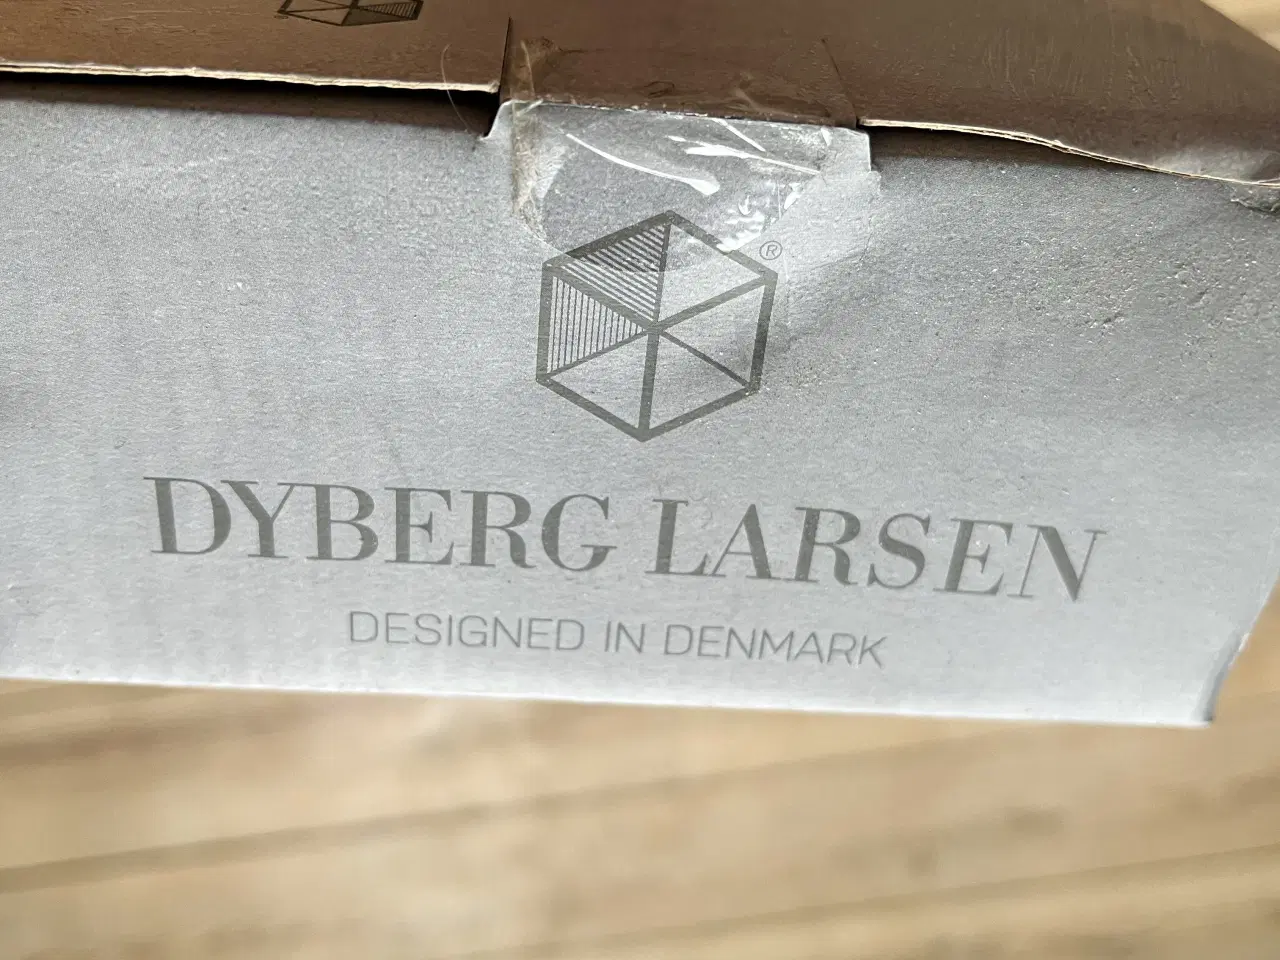 ®
DYBERG LARSEN
DESIGNED IN DENMARK